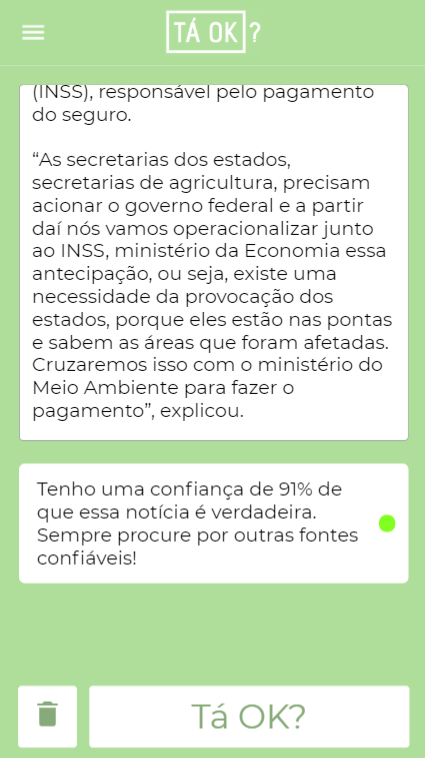 TÁ OK?
(INSS), responsável pelo pagamento
do seguro.
“As secretarias dos estados,
secretarias de agricultura, precisam
acionar o governo federal e a partir
daí nós vamos operacionalizar junto
ao INSS, ministério da Economia essa
antecipação, ou seja, existe uma
necessidade da provocação dos
estados, porque eles estão nas pontas
e sabem as áreas que foram afetadas.
Cruzaremos isso com o ministério do
Meio Ambiente para fazer o
pagamento”, explicou.
Tenho uma confiança de 91% de
que essa notícia é verdadeira.
Sempre procure por outras fontes
confiáveis!
Tá OK?